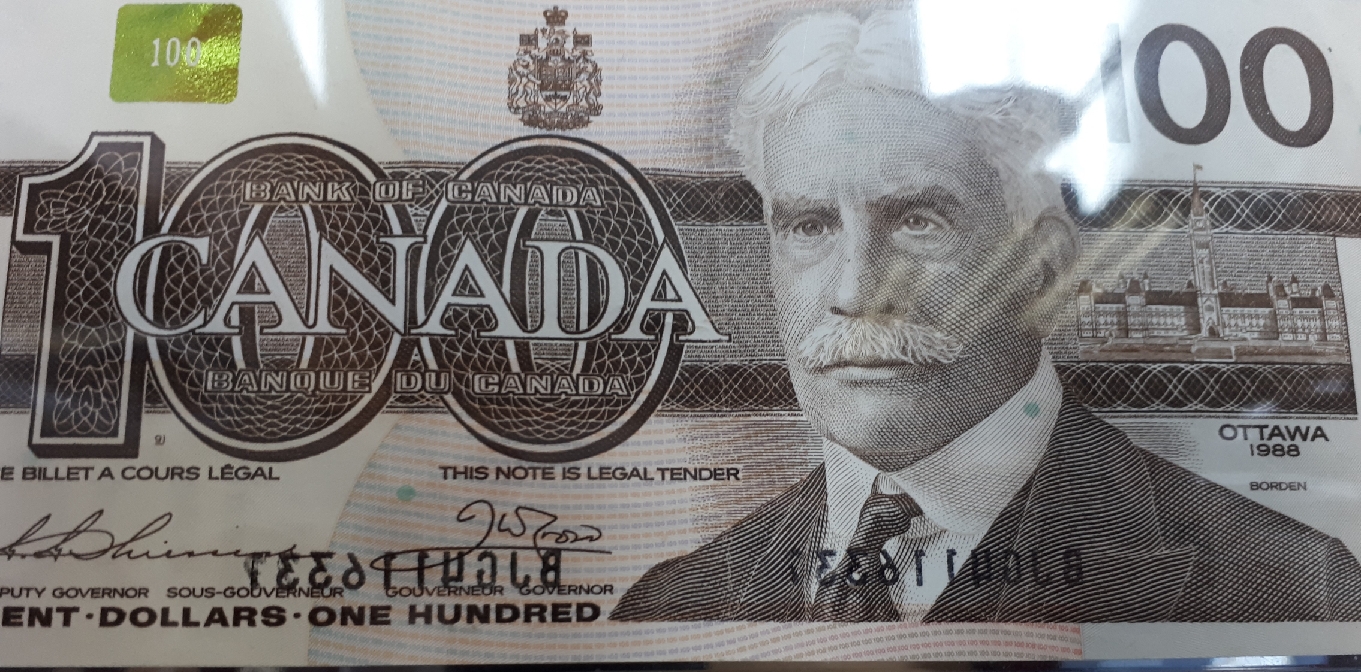 100
100
100
BANK OF CANADA
CANADA
BANQUE DU CANADA
E BILLET A COURS LÉGAL
THIS NOTE IS LEGAL TENDER
OTTAWA
1988
BORDEN
PUTY GOVERNOR SOUS-GOUVERNEUR GOUVERNEUR GOVERNOR
ENT·DOLLARS·ONE HUNDRED